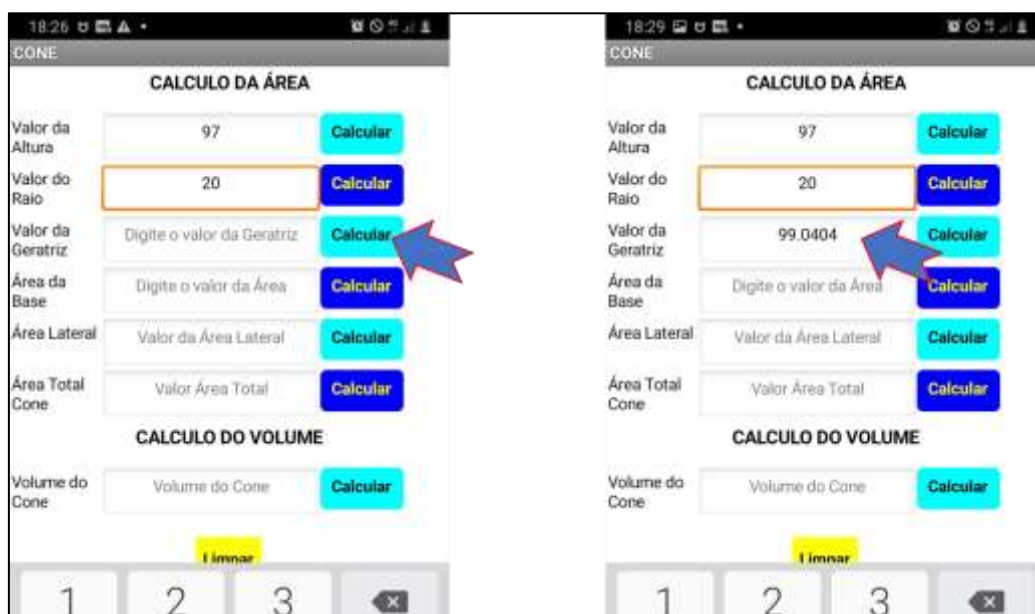 18:26
CONE
CALCULO DA ÁREA
Valor da
Altura
97
Calcular
Valor do
Raio
20
Calcular
Valor da
Geratriz
Digite o valor da Geratriz
Calcular
Área da
Base
Digite o valor da Área
Calcular
Área Lateral
Valor da Área Lateral
Calcular
Área Total
Cone
Valor Área Total
Calcular
CALCULO DO VOLUME
Volume do
Cone
Volume do Cone
Calcular
Limpar
1 2 3
18:29
CONE
CALCULO DA ÁREA
Valor da
Altura
97
Calcular
Valor do
Raio
20
Calcular
Valor da
Geratriz
99.0404
Calcular
Área da
Base
Digite o valor da Área
Calcular
Área Lateral
Valor da Área Lateral
Calcular
Área Total
Cone
Valor Área Total
Calcular
CALCULO DO VOLUME
Volume do
Cone
Volume do Cone
Calcular
Limpar
1 2 3